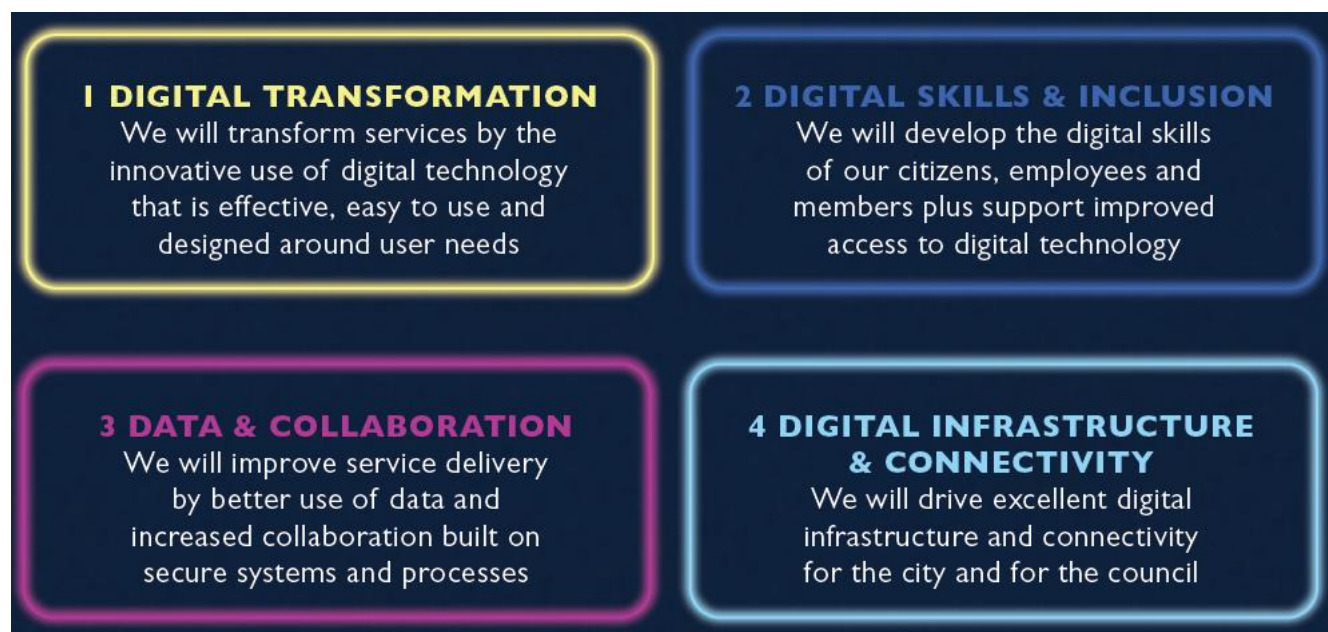 1 DIGITAL TRANSFORMATION
We will transform services by the
innovative use of digital technology
that is effective, easy to use and
designed around user needs
2 DIGITAL SKILLS & INCLUSION
We will develop the digital skills
of our citizens, employees and
members plus support improved
access to digital technology
3 DATA & COLLABORATION
We will improve service delivery
by better use of data and
increased collaboration built on
secure systems and processes
4 DIGITAL INFRASTRUCTURE
& CONNECTIVITY
We will drive excellent digital
infrastructure and connectivity
for the city and for the council